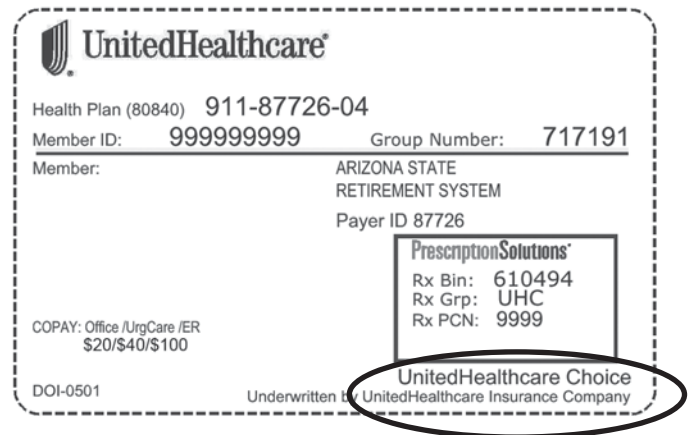 UnitedHealthcare®
Health Plan (80840) 911-87726-04
Member ID: 999999999 Group Number: 717191
Member: ARIZONA STATE
RETIREMENT SYSTEM
Payer ID 87726
PrescriptionSolutions®
Rx Bin: 610494
Rx Grp: UHC
Rx PCN: 9999
COPAY: Office /UrgCare /ER
$20/$40/$100
UnitedHealthcare Choice
DOI-0501 Underwritten by UnitedHealthcare Insurance Company